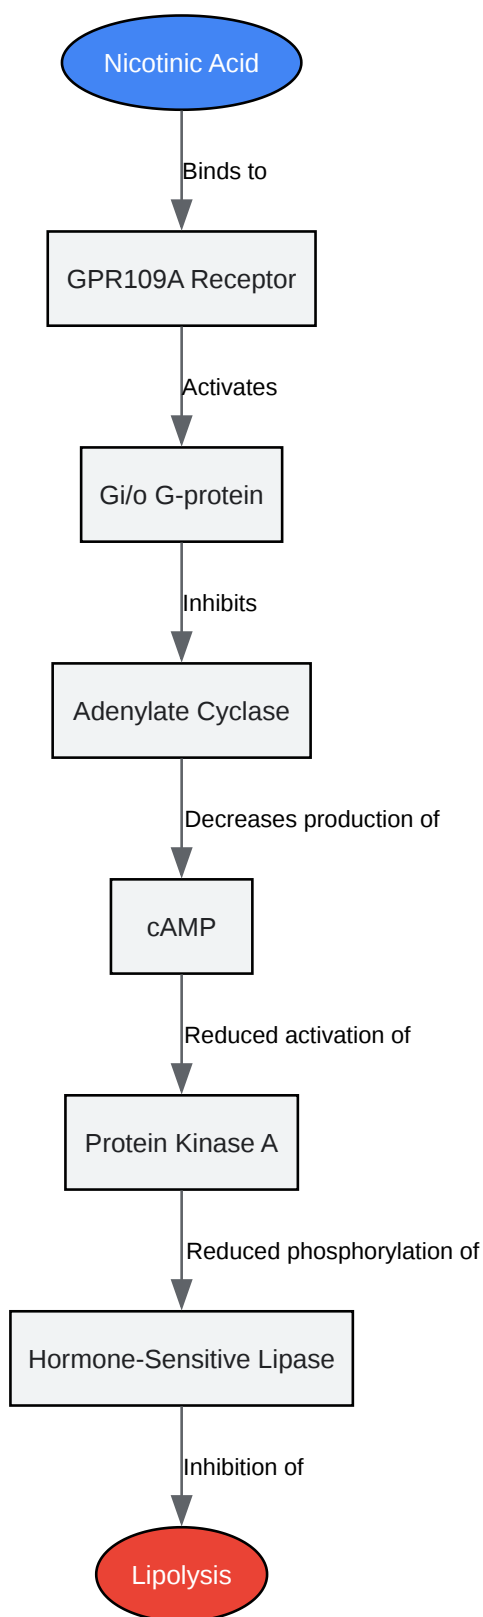 Nicotinic Acid
Binds to
GPR109A Receptor
Activates
Gi/o G-protein
Inhibits
Adenylate Cyclase
Decreases production of
cAMP
Reduced activation of
Protein Kinase A
Reduced phosphorylation of
Hormone-Sensitive Lipase
Inhibition of
Lipolysis